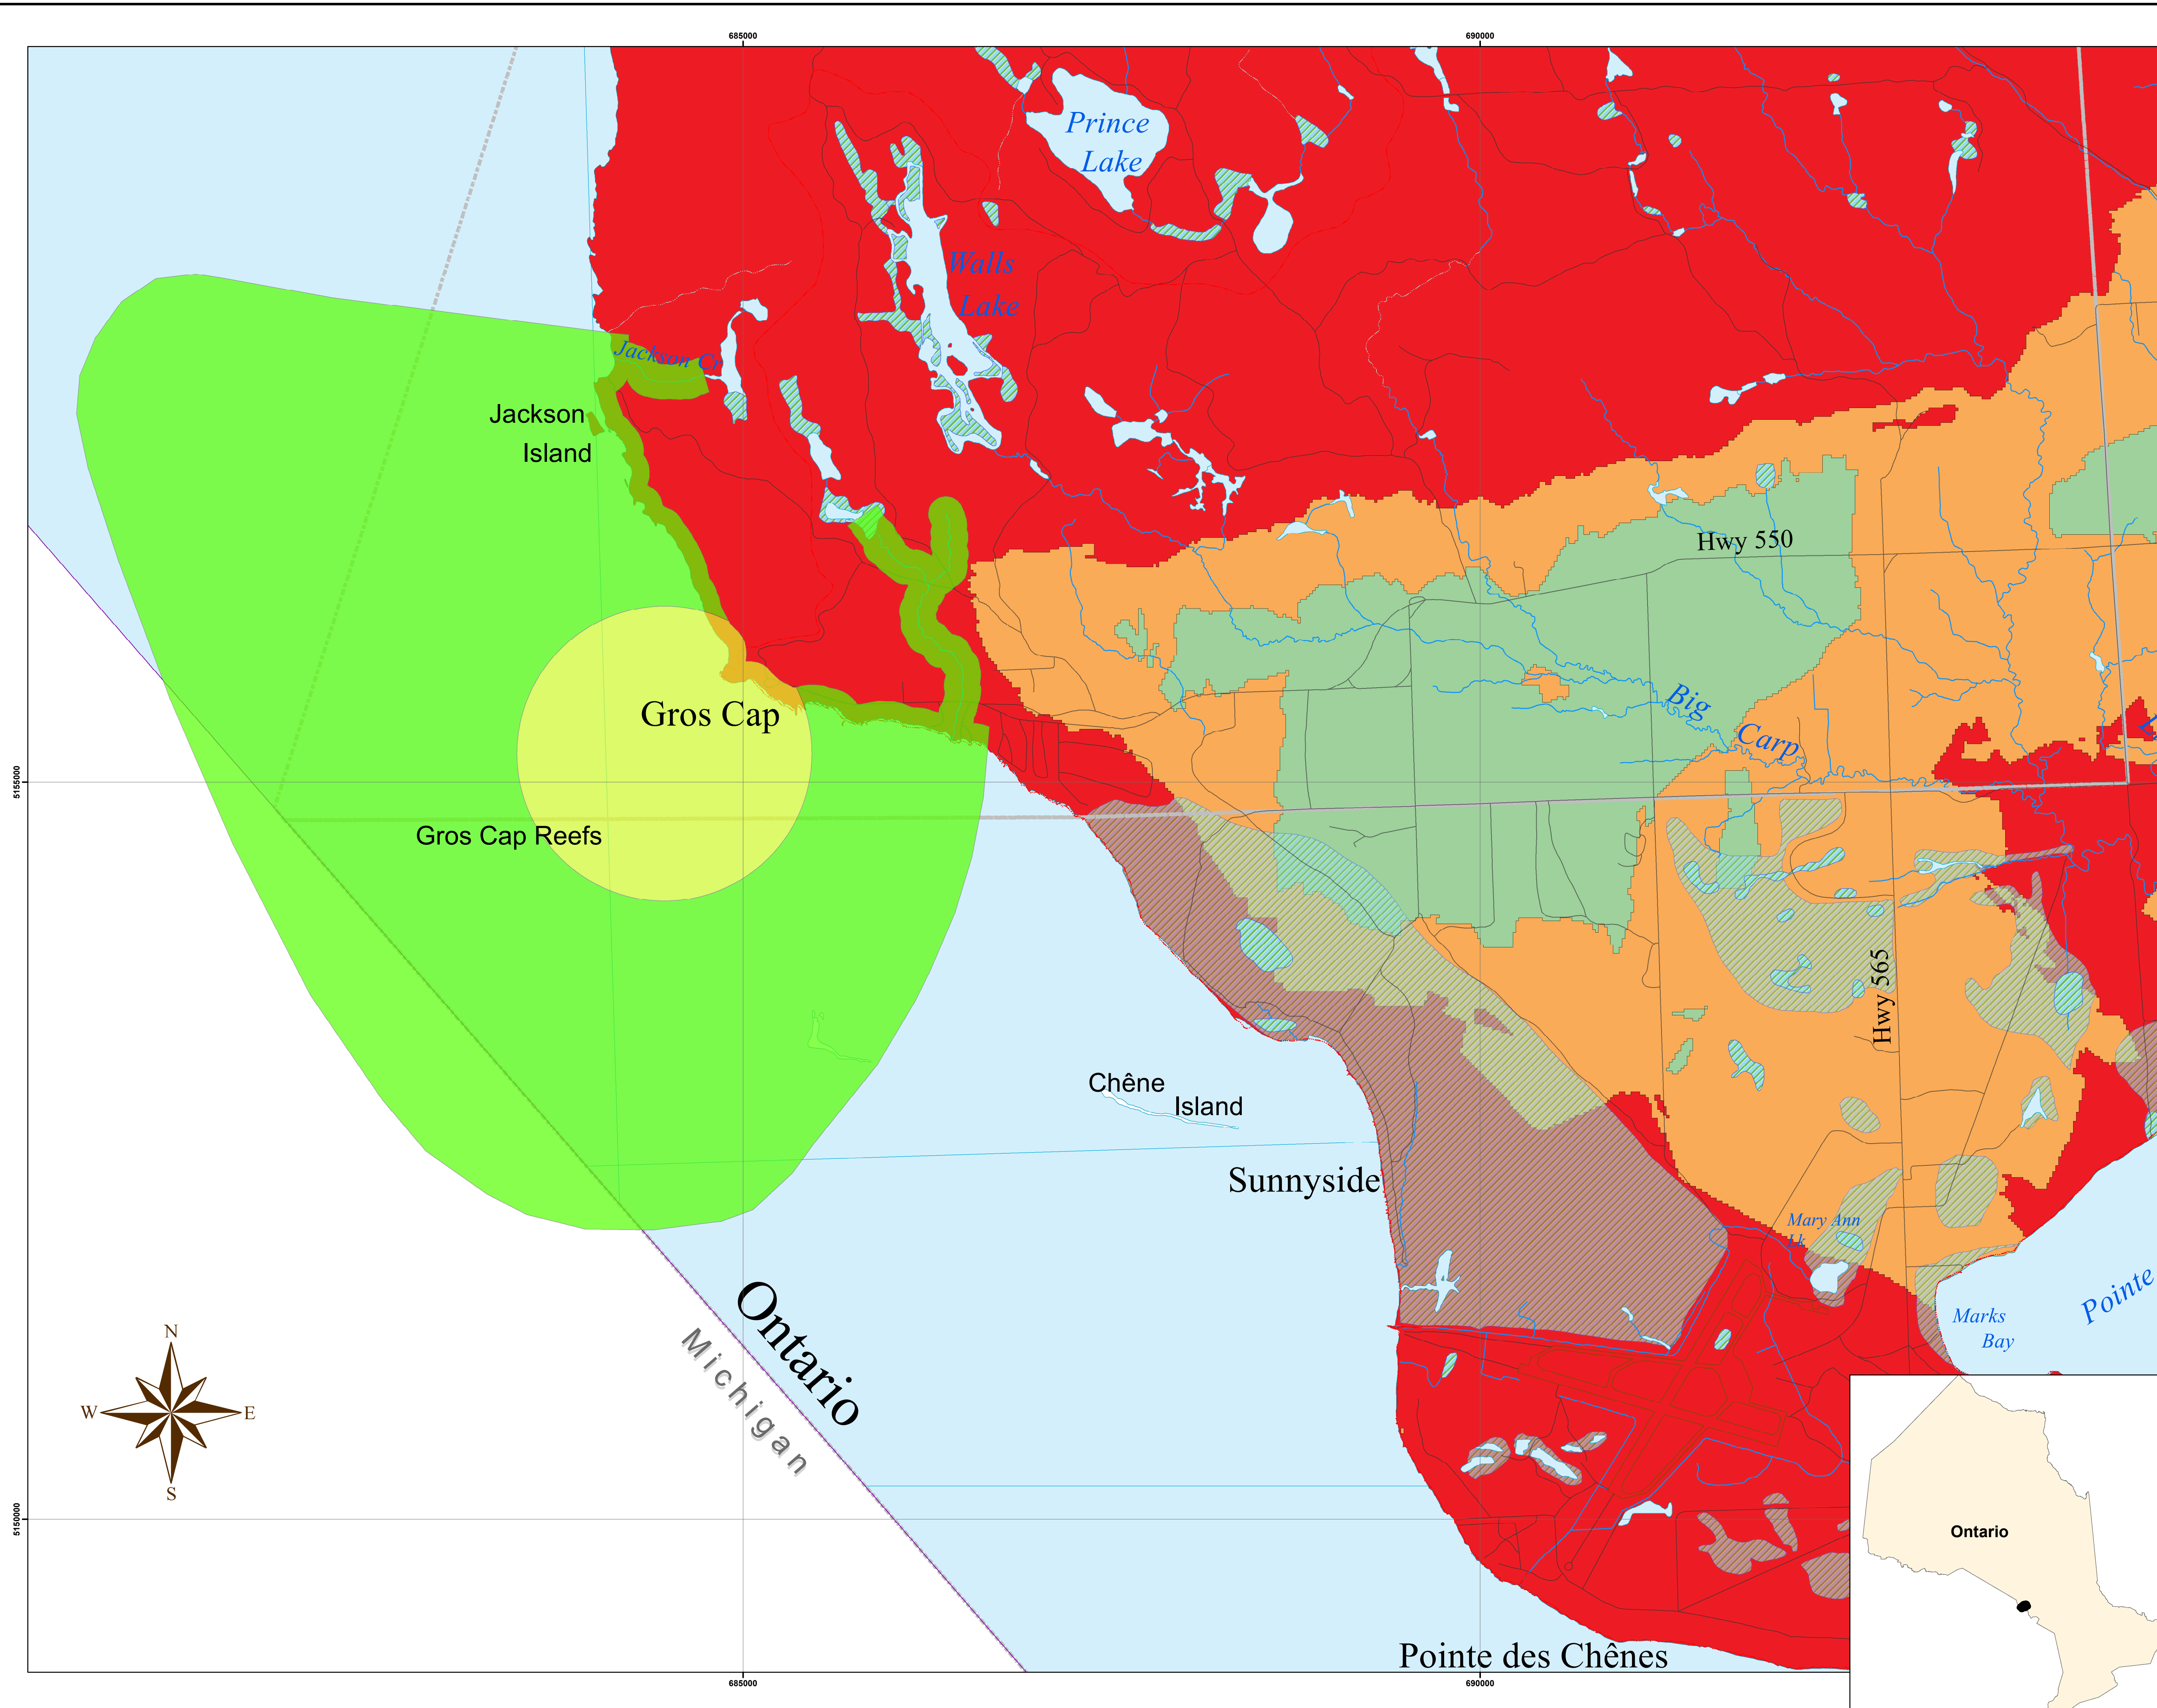 685000
690000
Prince
Lake
Walls
Lake
Jackson Cr
Jackson
Island
Hwy 550
Big
Carp
Gros Cap
5155000
Gros Cap Reefs
Hwy 565
Chêne
Island
Sunnyside
Mary Ann
Lk
Marks
Bay
Pointe
Ontario
Michigan
N
W
E
S
5150000
Ontario
Pointe des Chênes
685000
690000